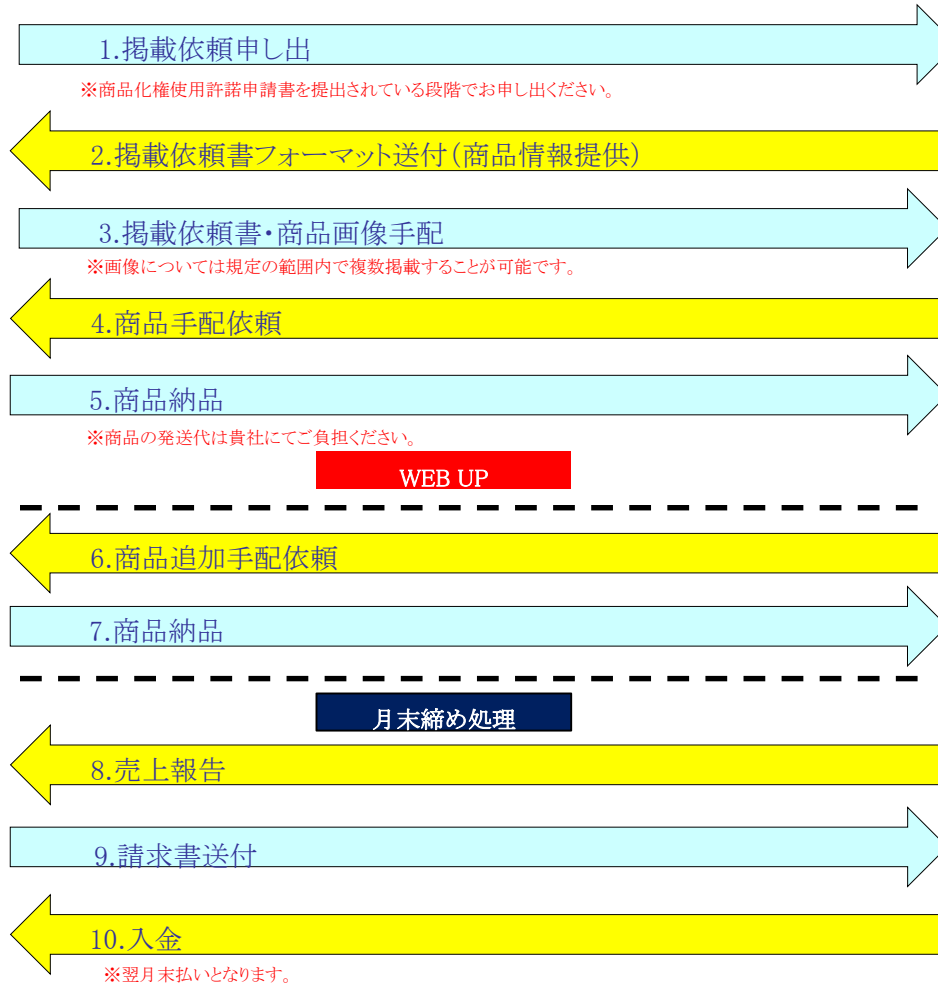 1.掲載依頼申し出
※商品化権使用許諾申請書を提出されている段階でお申し出ください。
2.掲載依頼書フォーマット送付(商品情報提供)
3.掲載依頼書・商品画像手配
※画像については規定の範囲内で複数掲載することが可能です。
4.商品手配依頼
5.商品納品
※商品の発送代は貴社にてご負担ください。
WEB UP
6.商品追加手配依頼
7.商品納品
月末締め処理
8.売上報告
9.請求書送付
10.入金
※翌月末払いとなります。